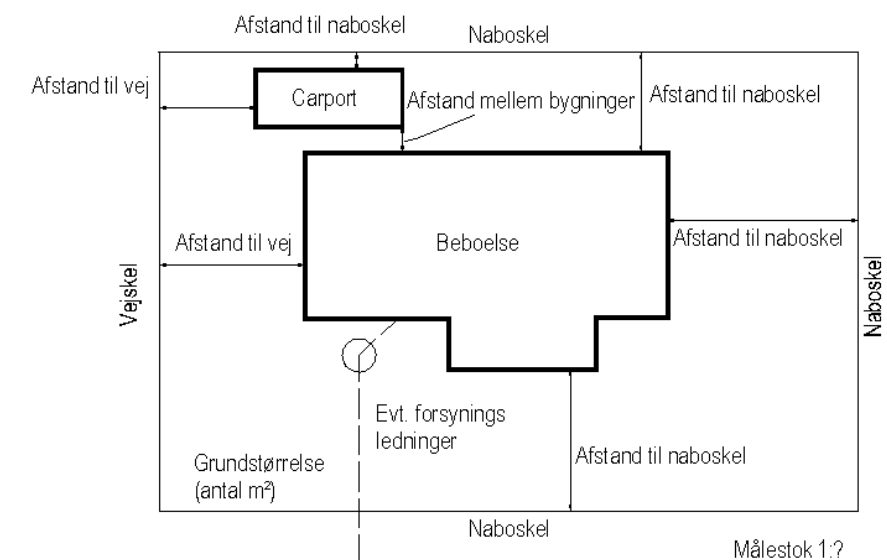 Afstand til naboskel
Naboskel
Afstand til vej
Carport
Afstand mellem bygninger
Afstand til naboskel
Afstand til vej
Beboelse
Afstand til naboskel
Vejskel
Naboskel
Evt. forsynings
ledninger
Afstand til naboskel
Grundstørrelse
(antal m²)
Naboskel
Målestok 1:?